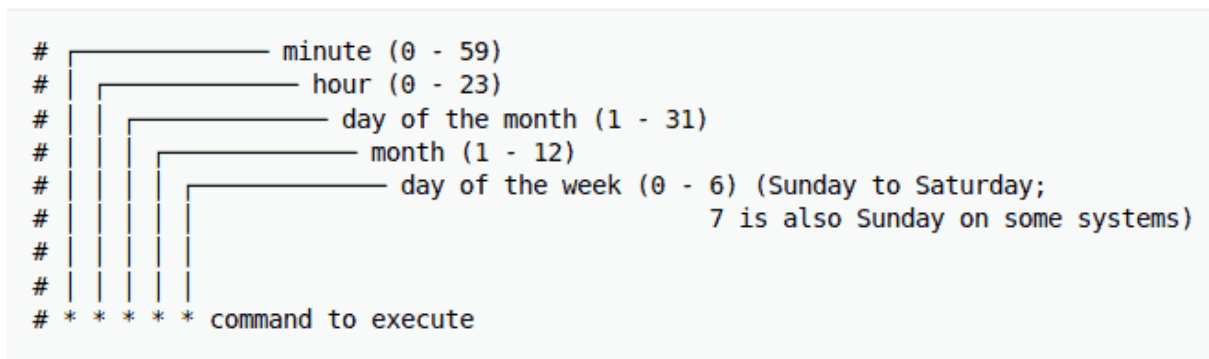 # ┌───────────── minute (0 - 59)
# │ ┌───────────── hour (0 - 23)
# │ │ ┌───────────── day of the month (1 - 31)
# │ │ │ ┌───────────── month (1 - 12)
# │ │ │ │ ┌───────────── day of the week (0 - 6) (Sunday to Saturday;
# │ │ │ │ │                                   7 is also Sunday on some systems)
# │ │ │ │ │
# │ │ │ │ │
# * * * * * command to execute